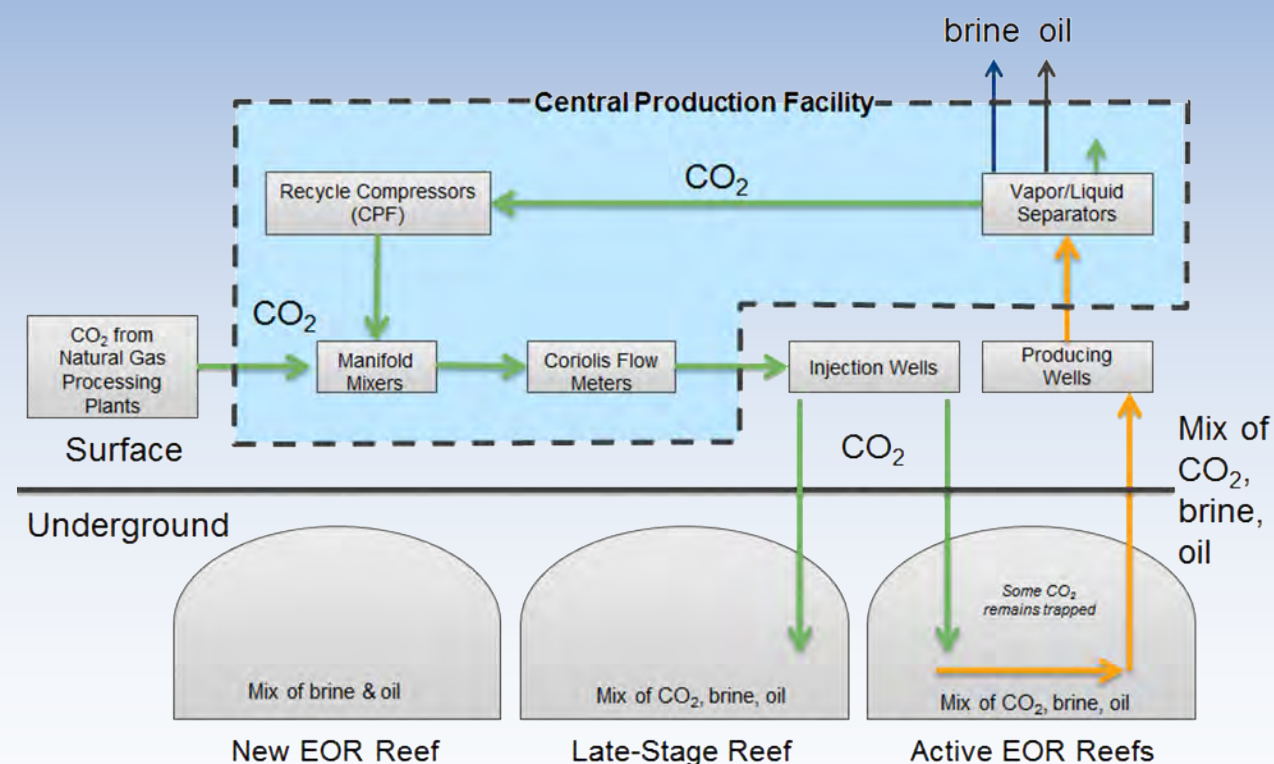 brine oil
Central Production Facility
Recycle Compressors
(CPF)
CO₂
Vapor/Liquid
Separators
CO₂
CO₂ from
Natural Gas
Processing
Plants
Manifold
Mixers
Coriolis Flow
Meters
Injection Wells
Producing
Wells
Surface
CO₂
Mix of
CO₂,
brine,
oil
Underground
Some CO₂
remains trapped
Mix of brine & oil
Mix of CO₂, brine, oil
Mix of CO₂, brine, oil
New EOR Reef
Late-Stage Reef
Active EOR Reefs